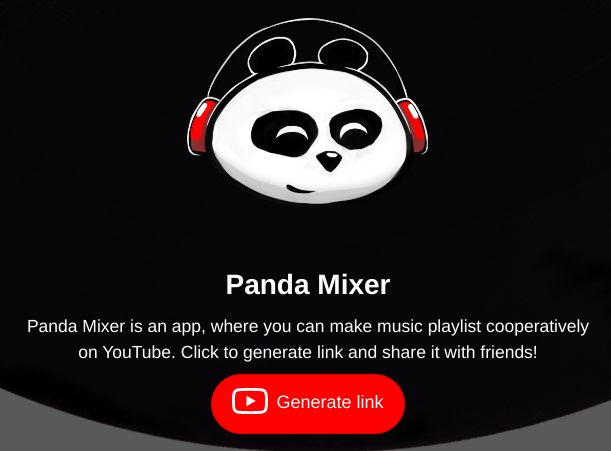 Panda Mixer
Panda Mixer is an app, where you can make music playlist cooperatively
on YouTube. Click to generate link and share it with friends!
Generate link